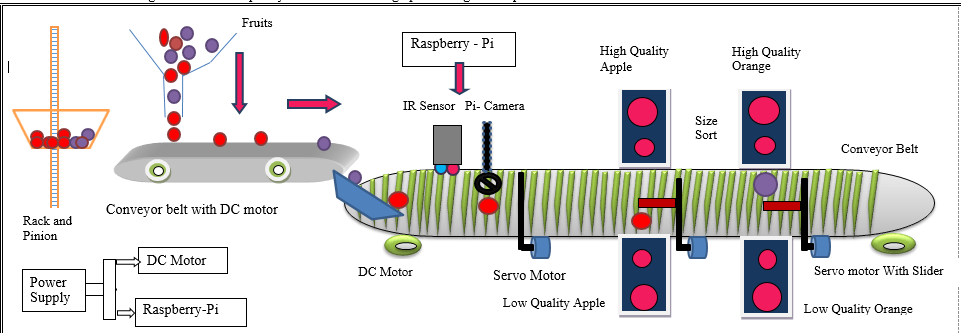 Fruits
Raspberry - Pi
High Quality
Apple
High Quality
Orange
IR Sensor Pi- Camera
Size
Sort
Conveyor Belt
Conveyor belt with DC motor
Rack and
Pinion
DC Motor
Servo Motor
Servo motor With Slider
Low Quality Apple
Low Quality Orange
Power
Supply
DC Motor
Raspberry-Pi